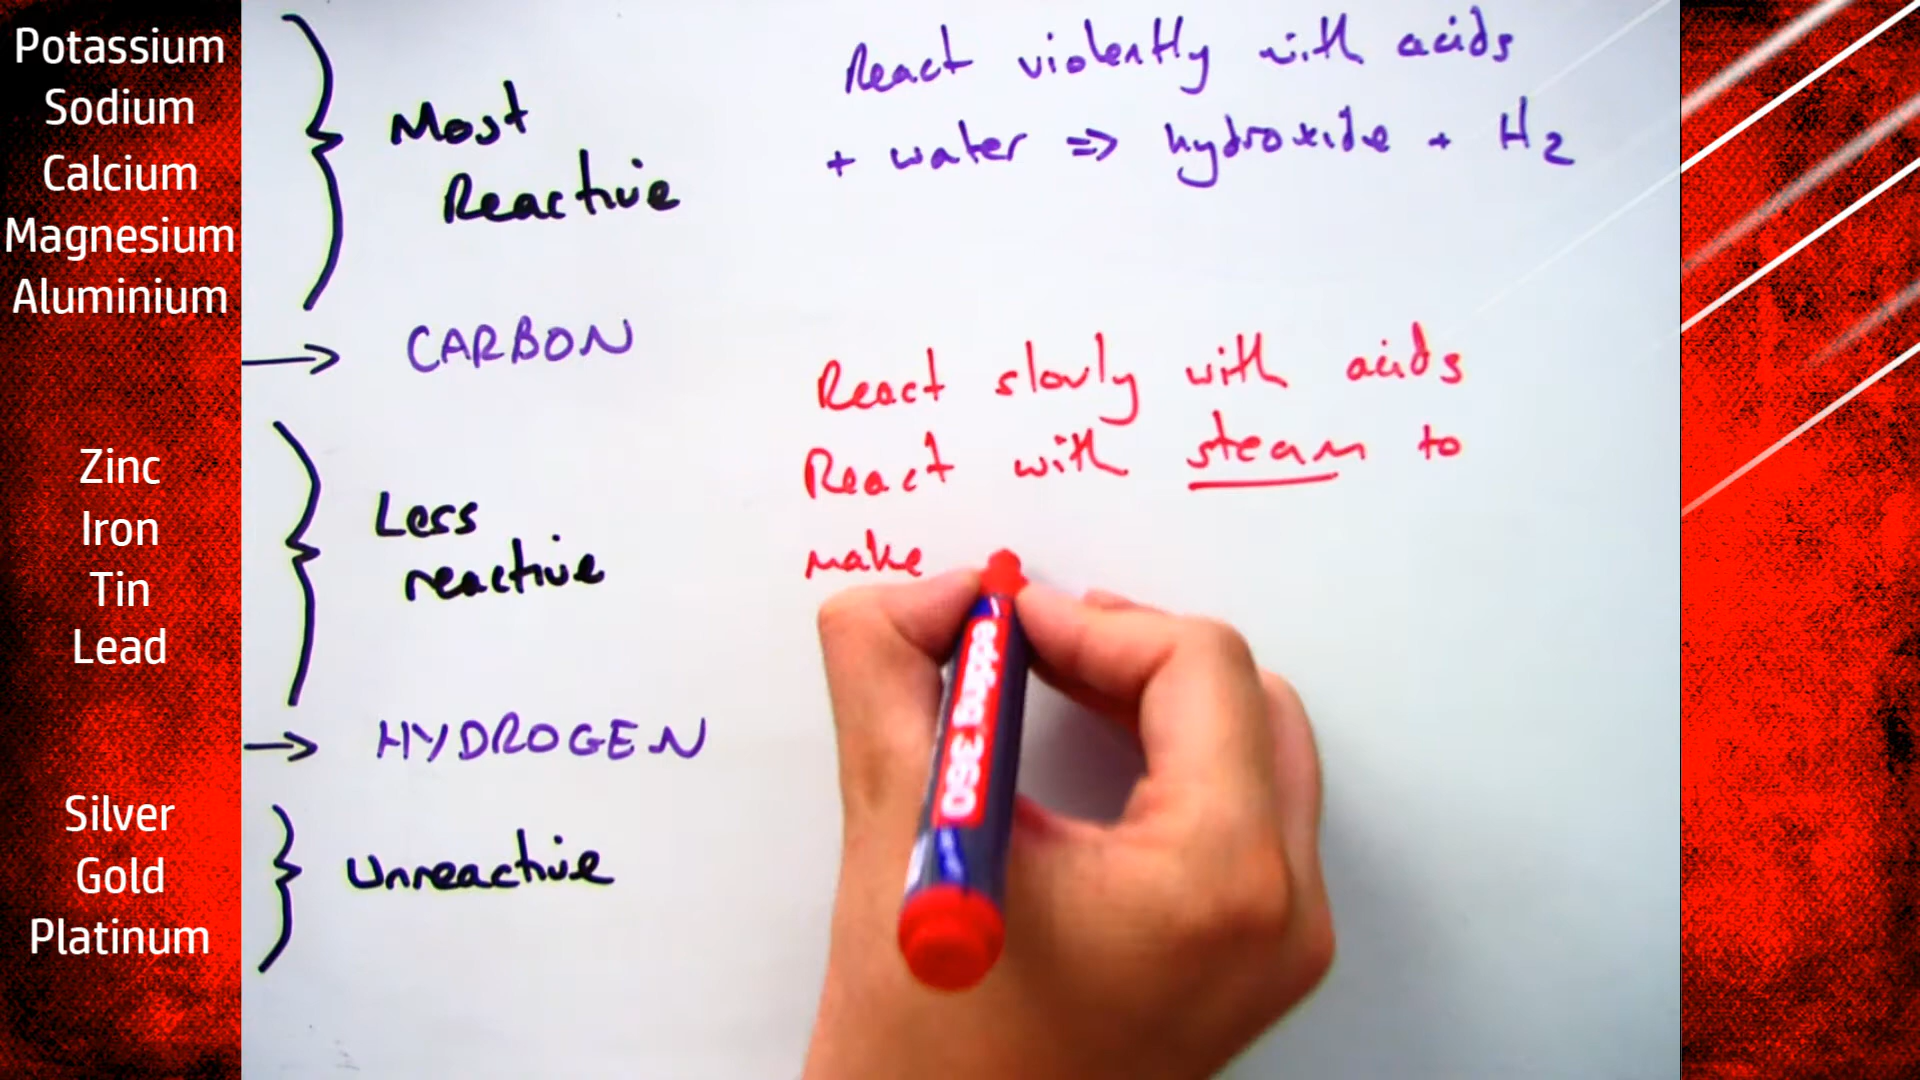 Potassium
Sodium
Calcium
Magnesium
Aluminium
Zinc
Iron
Tin
Lead
Silver
Gold
Platinum
Most
Reactive
CARBON
Less
reactive
HYDROGEN
Unreactive
React violently with acids
+ water => hydroxide + H2
React slowly with acids
React with steam to
make
edding 360